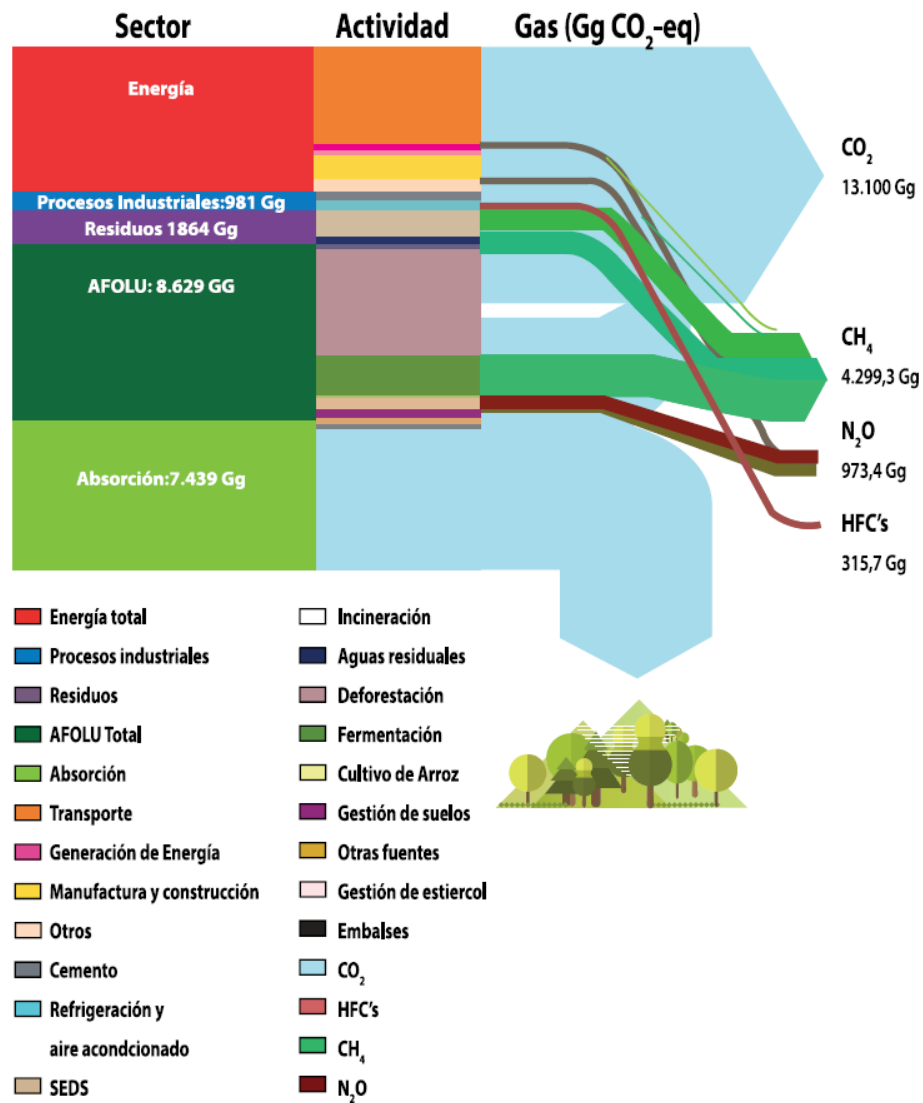 Sector
Actividad
Gas (Gg CO₂-eq)
Energía
Procesos Industriales:981 Gg
Residuos 1864 Gg
AFOLU: 8.629 GG
Absorción:7.439 Gg
CO₂
13.100 Gg
CH₄
4.299,3 Gg
N₂O
973,4 Gg
HFC's
315,7 Gg
Energía total
Procesos industriales
Residuos
AFOLU Total
Absorción
Transporte
Generación de Energía
Manufactura y construcción
Otros
Cemento
Refrigeración y
aire acondcionado
SEDS
Incineración
Aguas residuales
Deforestación
Fermentación
Cultivo de Arroz
Gestión de suelos
Otras fuentes
Gestión de estiercol
Embalses
CO₂
HFC's
CH₄
N₂O